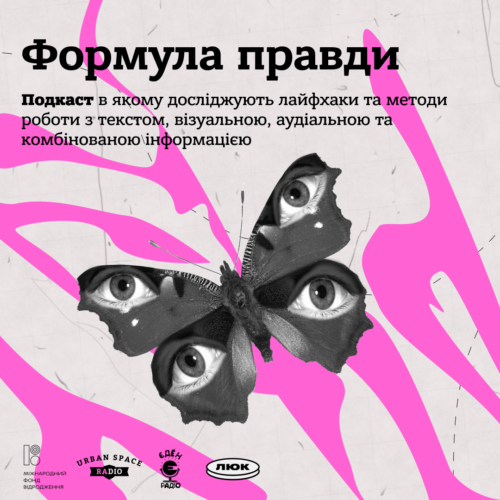 Формула правди
Подкаст в якому досліджують лайфхаки та методи
роботи з текстом, візуальною, аудіальною та
комбінованою інформацією
МІЖНАРОДНИЙ
ФОНД
ВІДРОДЖЕННЯ
URBAN SPACE
RADIO
ЄДЕН
Є
РАДІО
ЛЮК